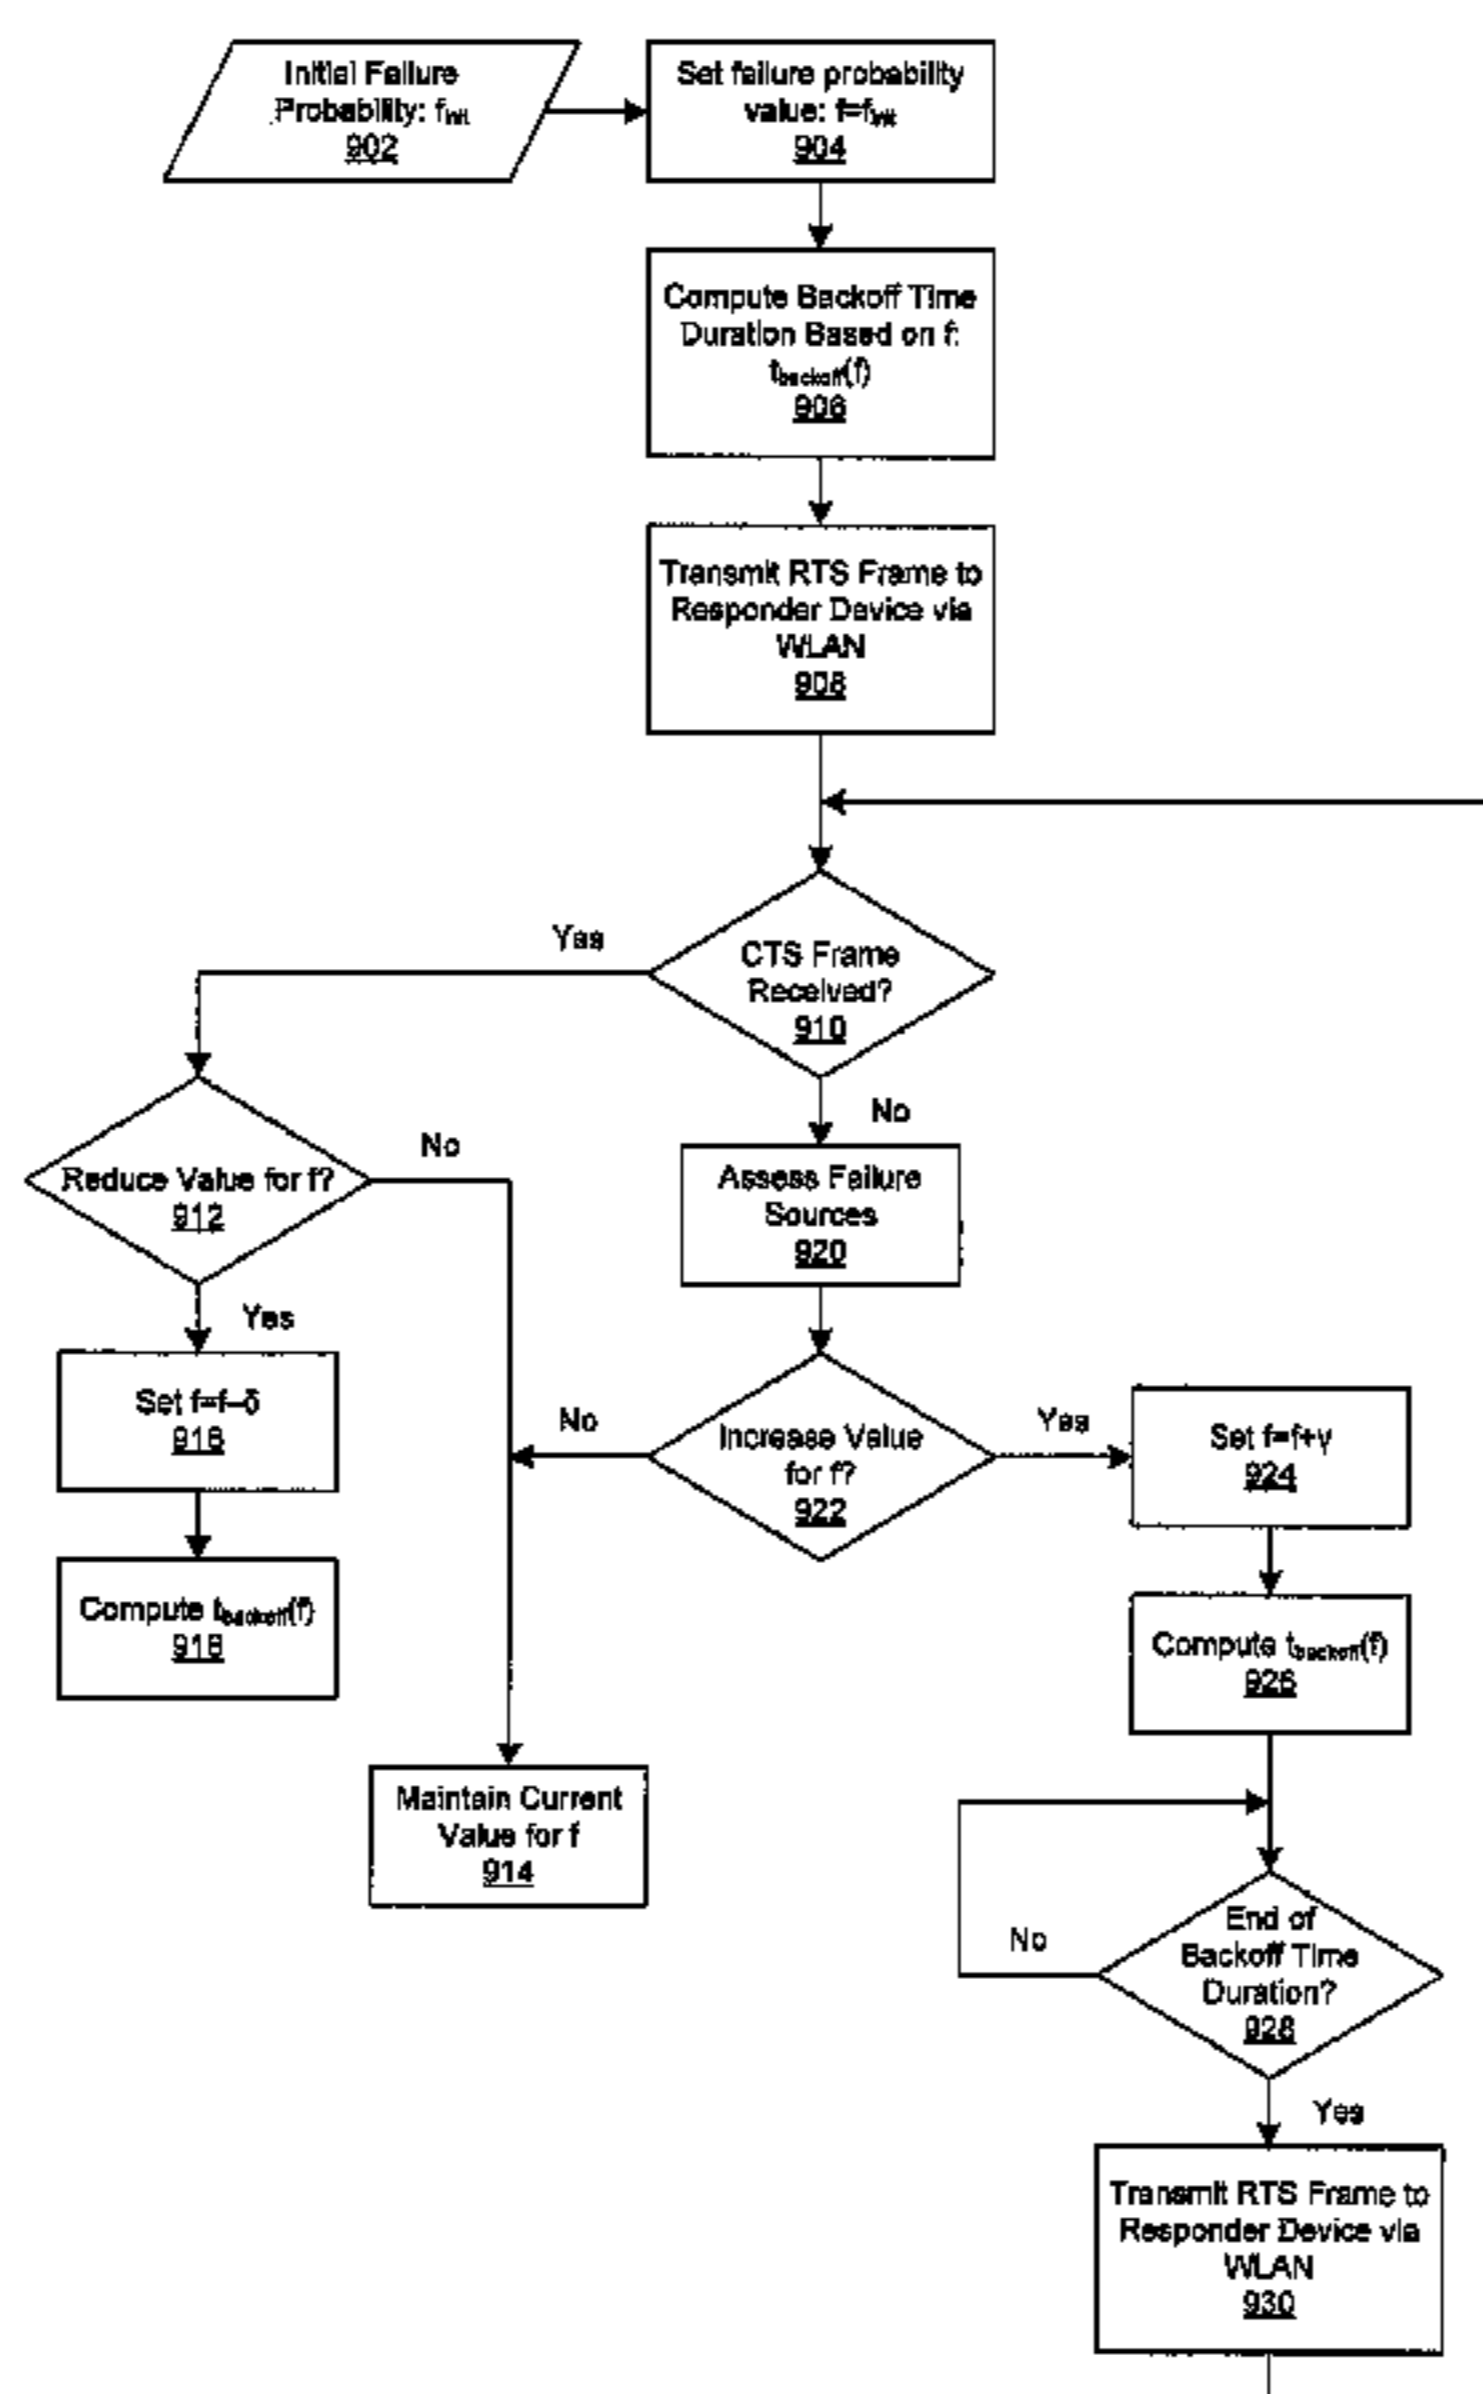 Initial Failure
Probability: finit
902
Set failure probability
value: f=finit
904
Compute Backoff Time
Duration Based on f:
tbackoff(f)
906
Transmit RTS Frame to
Responder Device via
WLAN
908
CTS Frame
Received?
910
Yes
No
Reduce Value for f?
912
No
Yes
Assess Failure
Sources
920
Set f=f–δ
916
Increase Value
for f?
922
No
Yes
Set f=f+γ
924
Compute tbackoff(f)
918
Compute tbackoff(f)
926
Maintain Current
Value for f
914
End of
Backoff Time
Duration?
928
No
Yes
Transmit RTS Frame to
Responder Device via
WLAN
930